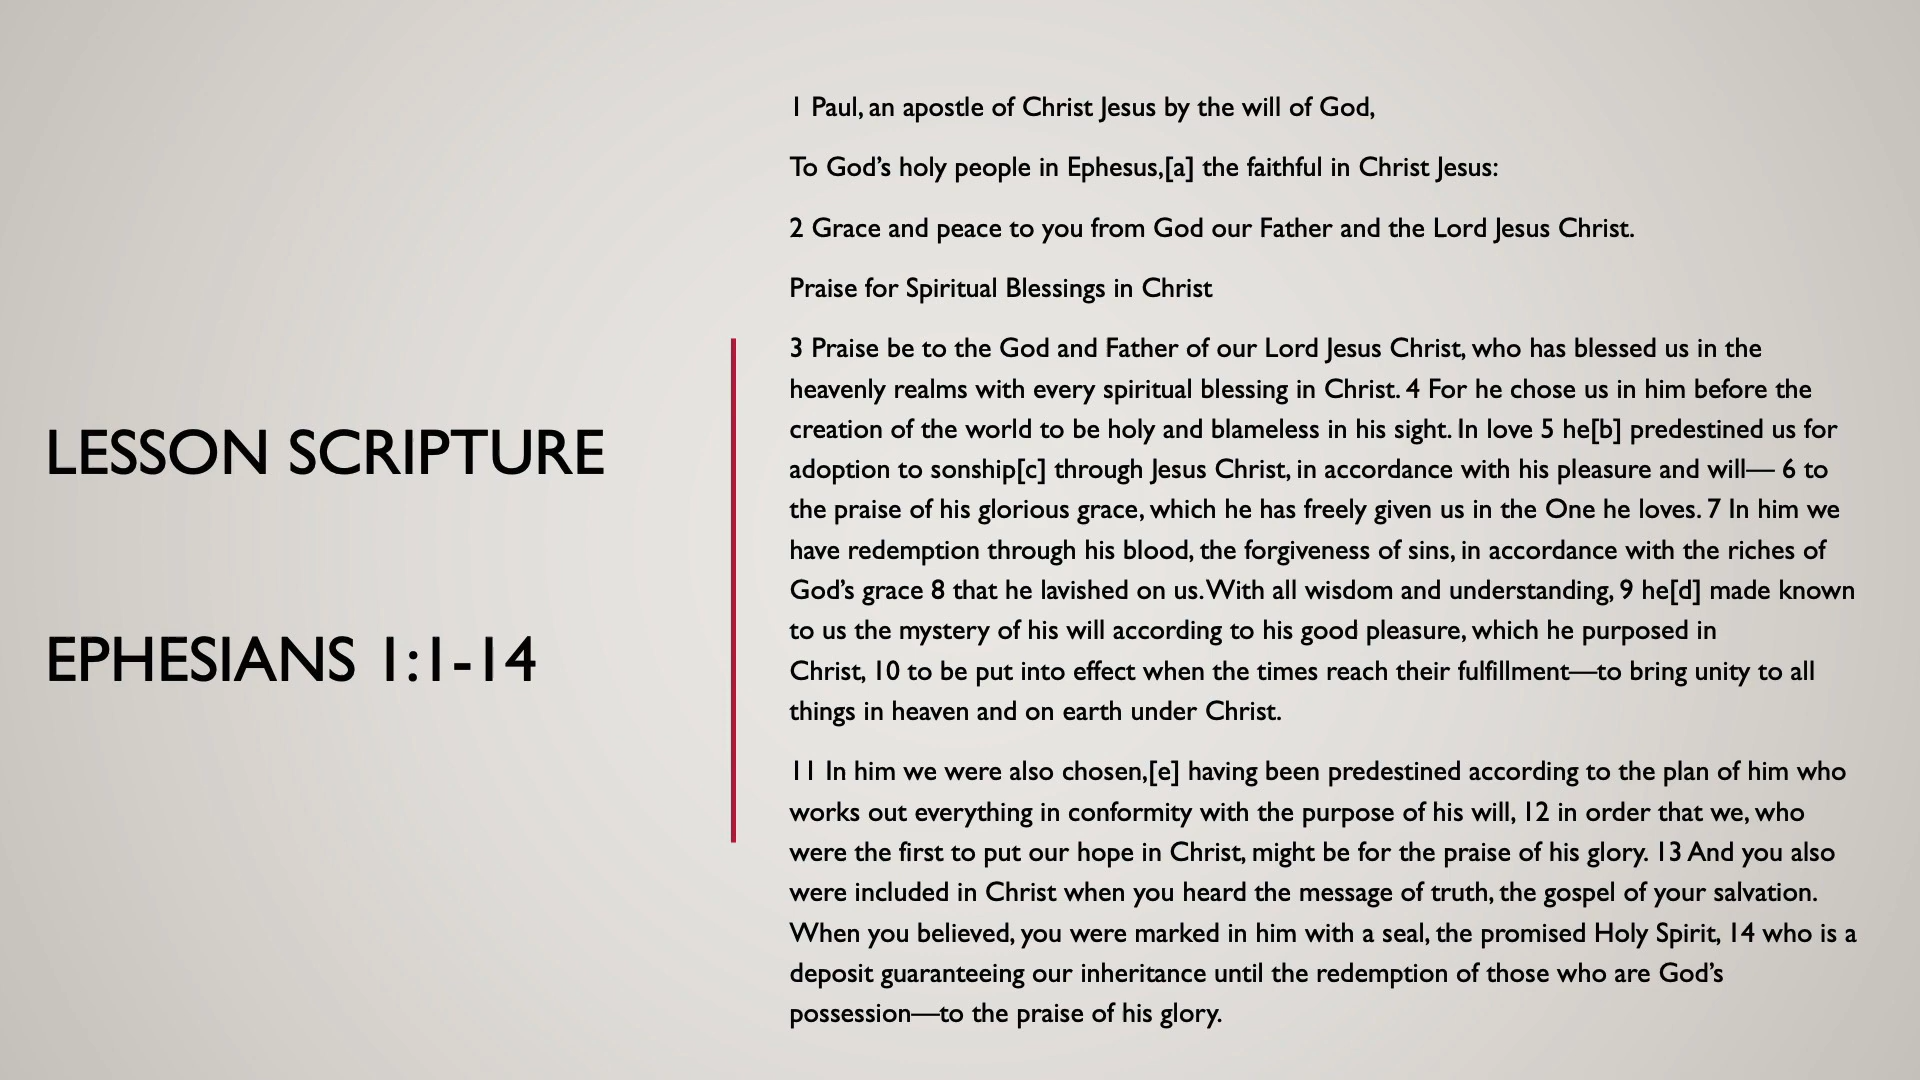 LESSON SCRIPTURE
EPHESIANS 1:1-14
1 Paul, an apostle of Christ Jesus by the will of God,
To God’s holy people in Ephesus,[a] the faithful in Christ Jesus:
2 Grace and peace to you from God our Father and the Lord Jesus Christ.
Praise for Spiritual Blessings in Christ
3 Praise be to the God and Father of our Lord Jesus Christ, who has blessed us in the
heavenly realms with every spiritual blessing in Christ. 4 For he chose us in him before the
creation of the world to be holy and blameless in his sight. In love 5 he[b] predestined us for
adoption to sonship[c] through Jesus Christ, in accordance with his pleasure and will— 6 to
the praise of his glorious grace, which he has freely given us in the One he loves. 7 In him we
have redemption through his blood, the forgiveness of sins, in accordance with the riches of
God’s grace 8 that he lavished on us. With all wisdom and understanding, 9 he[d] made known
to us the mystery of his will according to his good pleasure, which he purposed in
Christ, 10 to be put into effect when the times reach their fulfillment—to bring unity to all
things in heaven and on earth under Christ.
11 In him we were also chosen,[e] having been predestined according to the plan of him who
works out everything in conformity with the purpose of his will, 12 in order that we, who
were the first to put our hope in Christ, might be for the praise of his glory. 13 And you also
were included in Christ when you heard the message of truth, the gospel of your salvation.
When you believed, you were marked in him with a seal, the promised Holy Spirit, 14 who is a
deposit guaranteeing our inheritance until the redemption of those who are God’s
possession—to the praise of his glory.